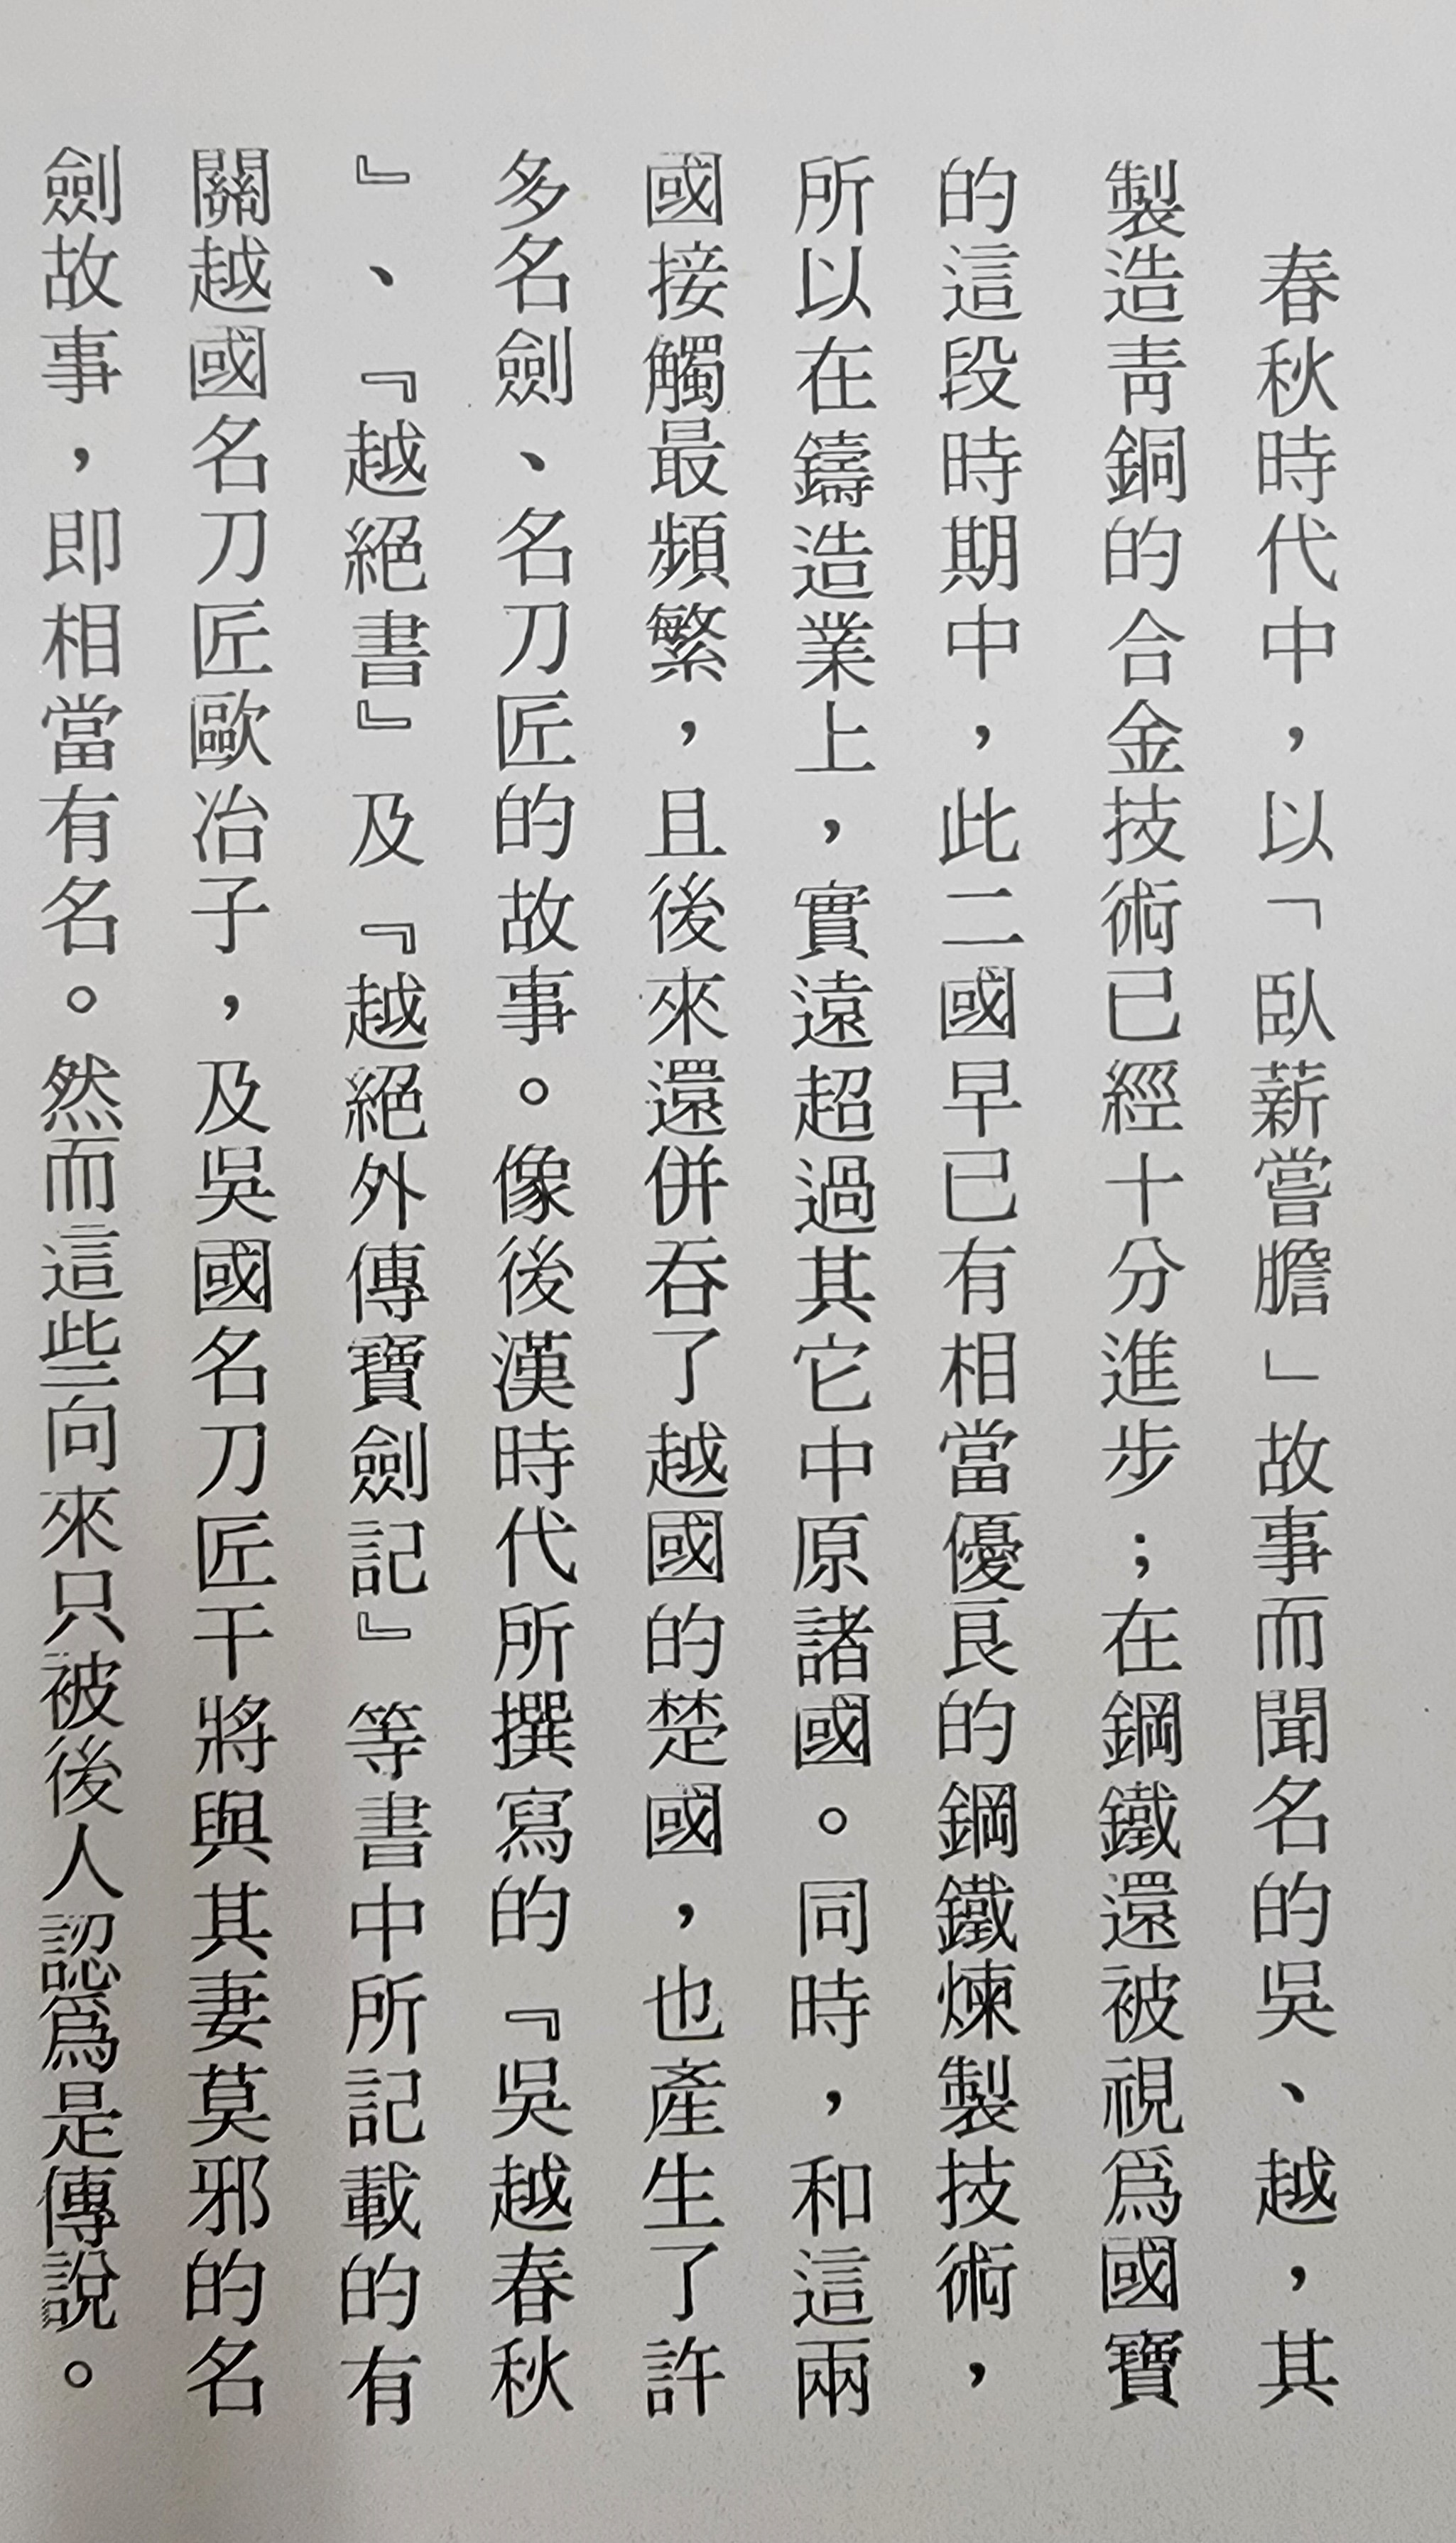 春秋時代中，以「臥薪嘗膽」故事而聞名的吳、越，其
製造靑銅的合金技術已經十分進步；在鋼鐵還被視爲國寶
的這段時期中，此二國早已有相當優良的鋼鐵煉製技術，
所以在鑄造業上，實遠超過其它中原諸國。同時，和這兩
國接觸最頻繁，且後來還併吞了越國的楚國，也產生了許
多名劍、名刀匠的故事。像後漢時代所撰寫的『吳越春秋
』、『越絕書』及『越絕外傳寶劍記』等書中所記載的有
關越國名刀匠歐冶子，及吳國名刀匠干將與其妻莫邪的名
劍故事，即相當有名。然而這些向來只被後人認爲是傳說。